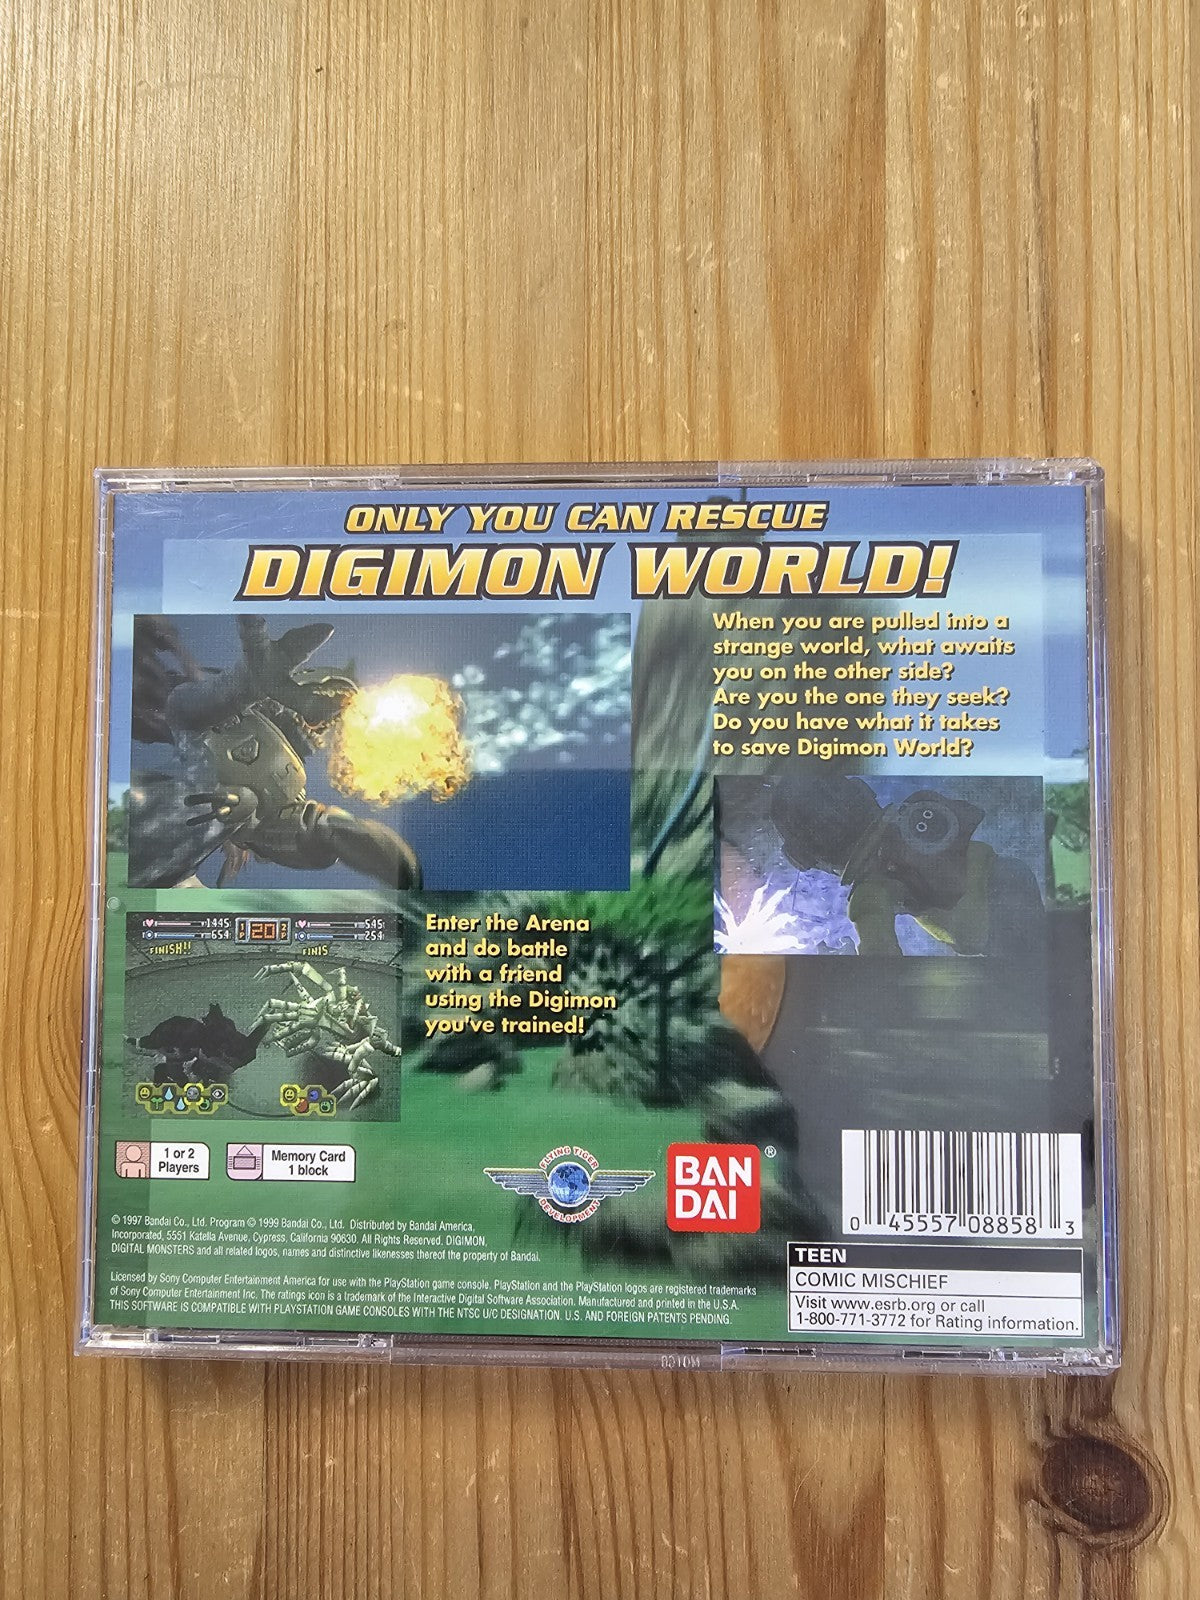 ONLY YOU CAN RESCUE
DIGIMON WORLD!
When you are pulled into a
strange world, what awaits
you on the other side?
Are you the one they seek?
Do you have what it takes
to save Digimon World?
1445
654
1P
20
2P
545
254
FINISH!!
FINIS
Enter the Arena
and do battle
with a friend
using the Digimon
you've trained!
1 or 2
Players
Memory Card
1 block
FLYING TIGER
DEVELOPMENT
BAN
DAI
®
0 45557 08858 3
TEEN
COMIC MISCHIEF
Visit www.esrb.org or call
1-800-771-3772 for Rating information.
© 1997 Bandai Co., Ltd. Program © 1999 Bandai Co., Ltd. Distributed by Bandai America,
Incorporated, 5551 Katella Avenue, Cypress, California 90630. All Rights Reserved. DIGIMON,
DIGITAL MONSTERS and all related logos, names and distinctive likenesses thereof the property of Bandai.
Licensed by Sony Computer Entertainment America for use with the PlayStation game console. PlayStation and the PlayStation logos are registered trademarks
of Sony Computer Entertainment Inc. The ratings icon is a trademark of the Interactive Digital Software Association. Manufactured and printed in the U.S.A.
THIS SOFTWARE IS COMPATIBLE WITH PLAYSTATION GAME CONSOLES WITH THE NTSC U/C DESIGNATION. U.S. AND FOREIGN PATENTS PENDING.